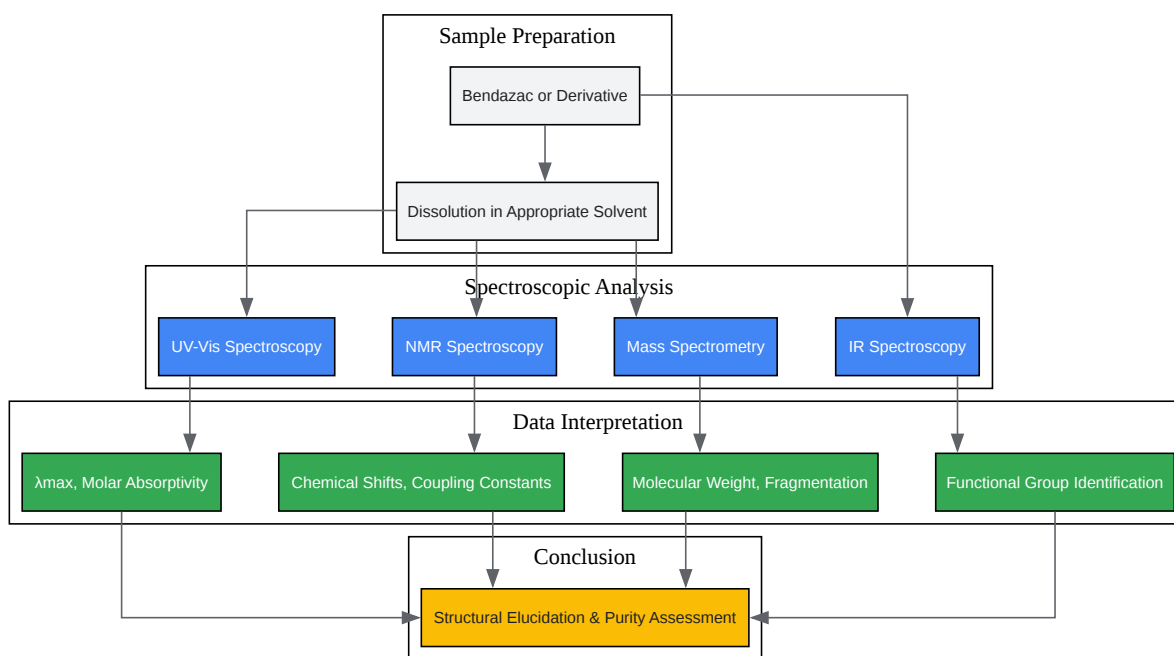 Sample Preparation
Bendazac or Derivative
Dissolution in Appropriate Solvent
Spectroscopic Analysis
UV-Vis Spectroscopy
NMR Spectroscopy
Mass Spectrometry
IR Spectroscopy
Data Interpretation
λmax, Molar Absorptivity
Chemical Shifts, Coupling Constants
Molecular Weight, Fragmentation
Functional Group Identification
Conclusion
Structural Elucidation & Purity Assessment